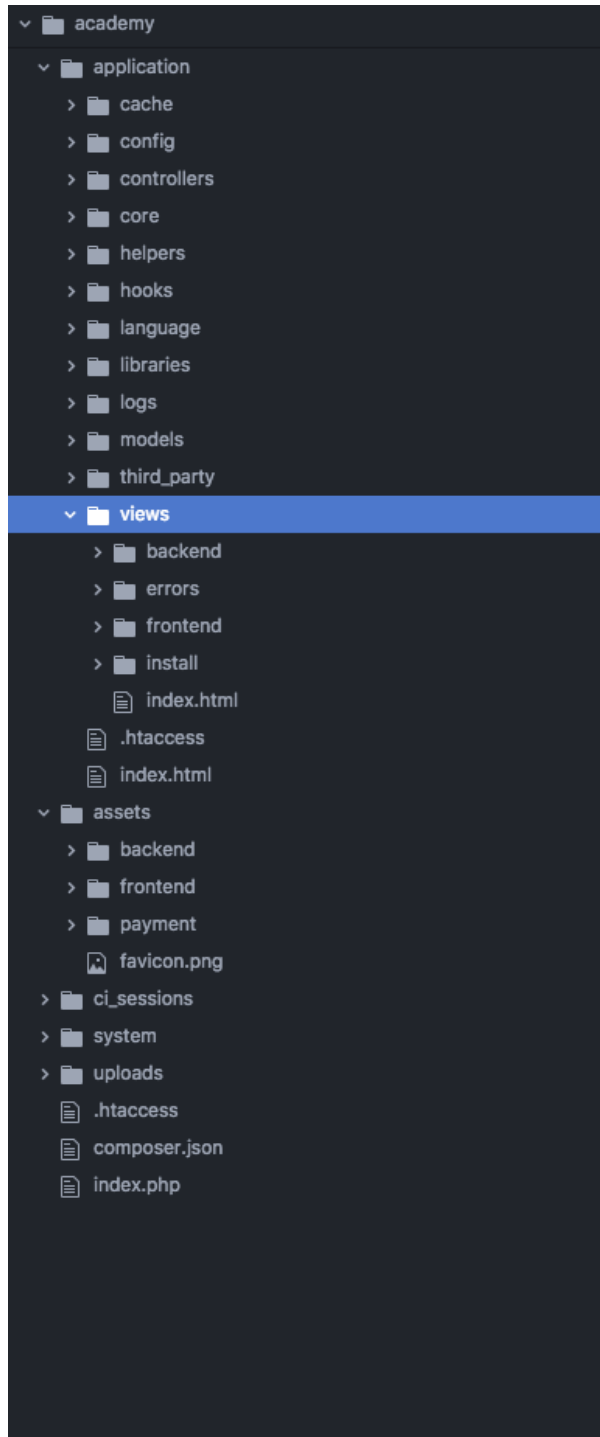 academy
application
cache
config
controllers
core
helpers
hooks
language
libraries
logs
models
third_party
views
backend
errors
frontend
install
index.html
.htaccess
index.html
assets
backend
frontend
payment
favicon.png
ci_sessions
system
uploads
.htaccess
composer.json
index.php